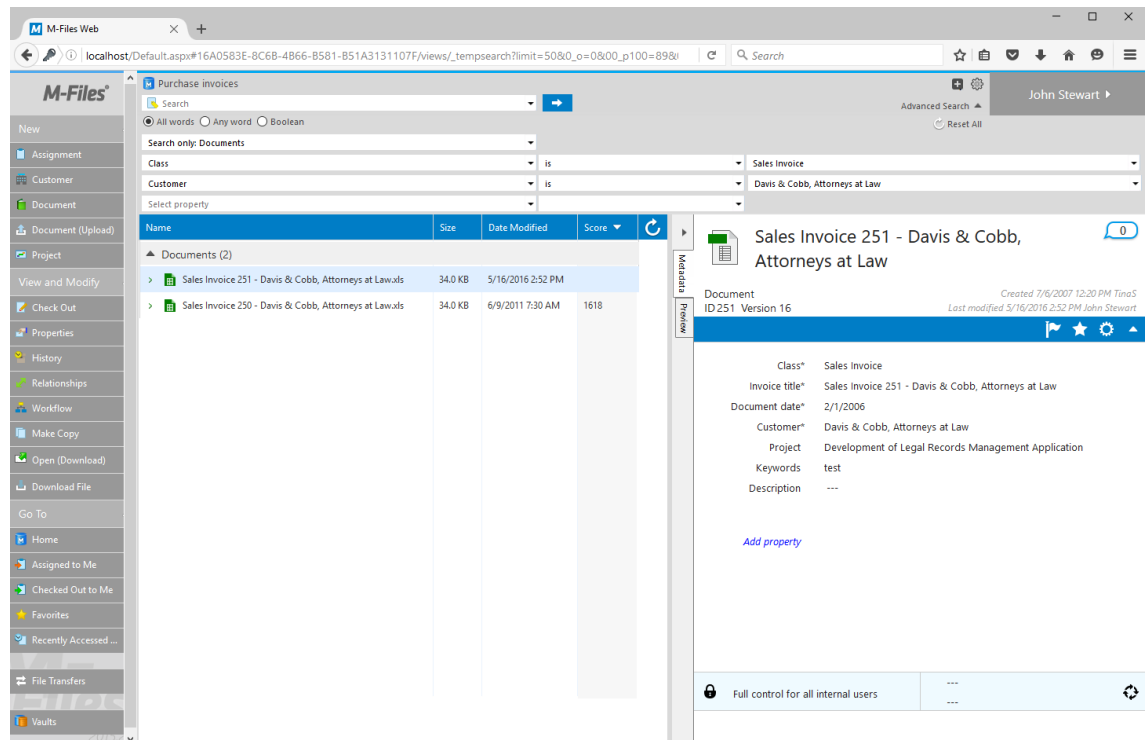 M-Files Web
localhost/Default.aspx#16A0583E-8C6B-4B66-B581-B51A3131107F/views/_tempsearch?limit=50&0_o=0&00_p100=89&
Search
M-Files
Purchase invoices
Search
Advanced Search
John Stewart
All words Any word Boolean
Reset All
Search only: Documents
Class is Sales Invoice
Customer is Davis & Cobb, Attorneys at Law
Select property
New
Assignment
Customer
Document
Document (Upload)
Project
View and Modify
Check Out
Properties
History
Relationships
Workflow
Make Copy
Open (Download)
Download File
Go To
Home
Assigned to Me
Checked Out to Me
Favorites
Recently Accessed ...
File Transfers
Vaults
Name Size Date Modified Score
Documents (2)
Sales Invoice 251 - Davis & Cobb, Attorneys at Law.xls 34.0 KB 5/16/2016 2:52 PM
Sales Invoice 250 - Davis & Cobb, Attorneys at Law.xls 34.0 KB 6/9/2011 7:30 AM 1618
Metadata
Preview
Sales Invoice 251 - Davis & Cobb,
Attorneys at Law
0
Document Created 7/6/2007 12:20 PM TinaS
ID 251 Version 16 Last modified 5/16/2016 2:52 PM John Stewart
Class* Sales Invoice
Invoice title* Sales Invoice 251 - Davis & Cobb, Attorneys at Law
Document date* 2/1/2006
Customer* Davis & Cobb, Attorneys at Law
Project Development of Legal Records Management Application
Keywords test
Description ---
Add property
Full control for all internal users
---
---